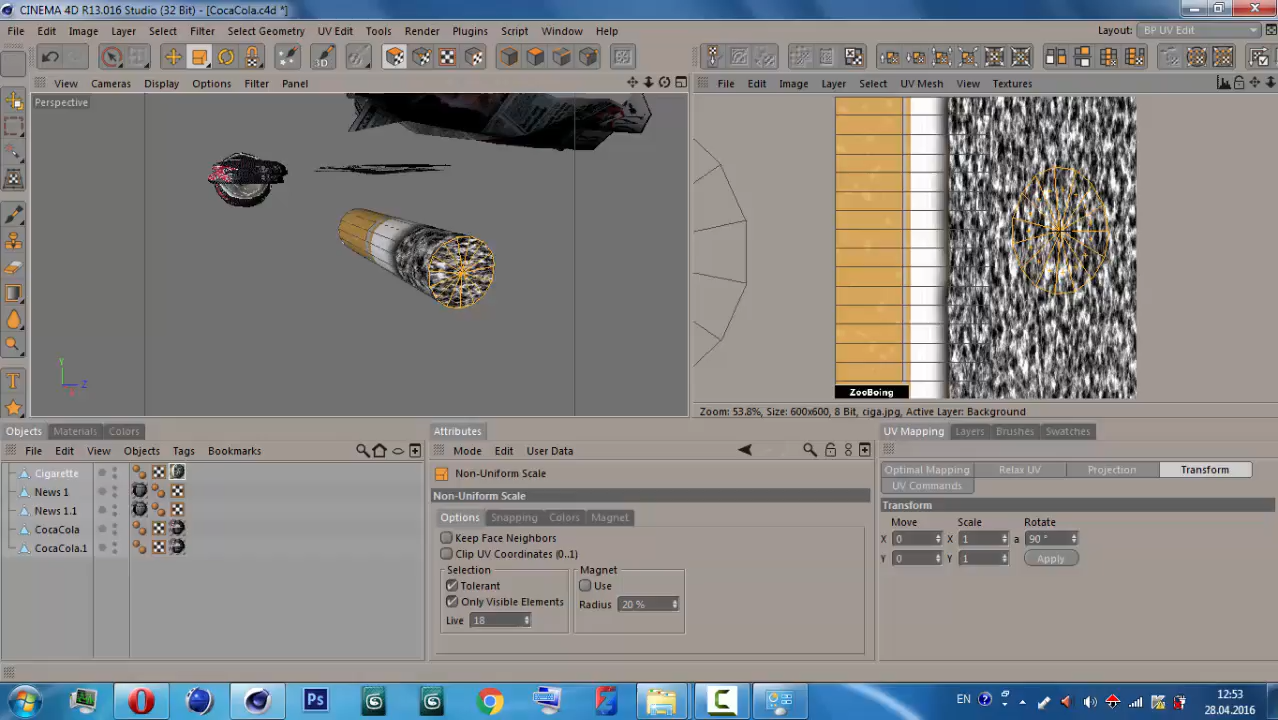 CINEMA 4D R13.016 Studio (32 Bit) - [CocaCola.c4d *]
File Edit Image Layer Select Filter Select Geometry UV Edit Tools Render Plugins Script Window Help Layout: BP UV Edit
3D
View Cameras Display Options Filter Panel
File Edit Image Layer Select UV Mesh View Textures
Perspective
Y
Z
ZooBoing
Zoom: 53.8%, Size: 600x600, 8 Bit, ciga.jpg, Active Layer: Background
Objects Materials Colors
Attributes
UV Mapping Layers Brushes Swatches
File Edit View Objects Tags Bookmarks
Mode Edit User Data
Cigarette
News 1
News 1.1
CocaCola
CocaCola.1
Non-Uniform Scale
Non-Uniform Scale
Options Snapping Colors Magnet
Keep Face Neighbors
Clip UV Coordinates (0..1)
Selection
Tolerant
Only Visible Elements
Live 18
Magnet
Use
Radius 20 %
Optimal Mapping Relax UV Projection Transform
UV Commands
Transform
Move Scale Rotate
X 0 X 1 a 90 °
Y 0 Y 1 Apply
Ps
EN
12:53
28.04.2016